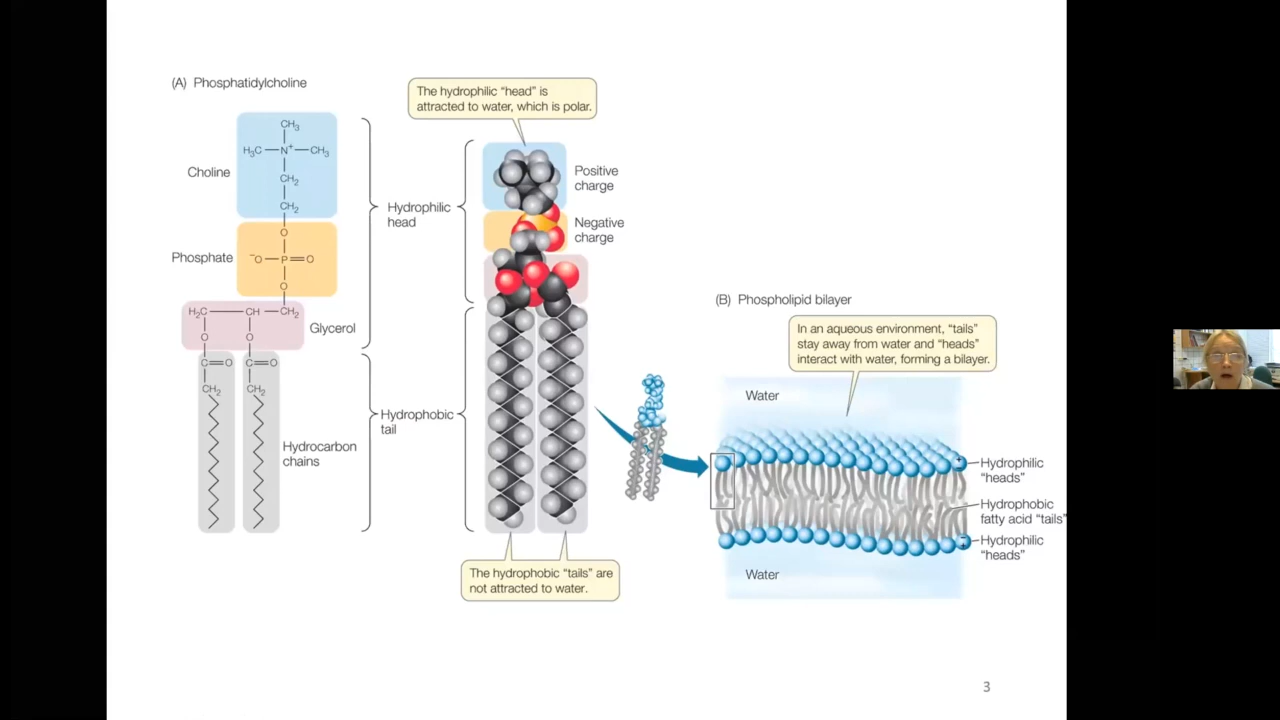 (A) Phosphatidylcholine
The hydrophilic “head” is
attracted to water, which is polar.
CH₃
H₃C — N⁺ — CH₃
CH₂
CH₂
Choline
O
⁻O — P = O
O
Phosphate
H₂C — CH — CH₂
Glycerol
O O
C=O C=O
CH₂ CH₂
Hydrocarbon
chains
Hydrophilic
head
Hydrophobic
tail
Positive
charge
Negative
charge
The hydrophobic “tails” are
not attracted to water.
(B) Phospholipid bilayer
In an aqueous environment, “tails”
stay away from water and “heads”
interact with water, forming a bilayer.
Water
+
Hydrophilic
“heads”
Hydrophobic
fatty acid “tails”
Hydrophilic
“heads”
+
Water
3